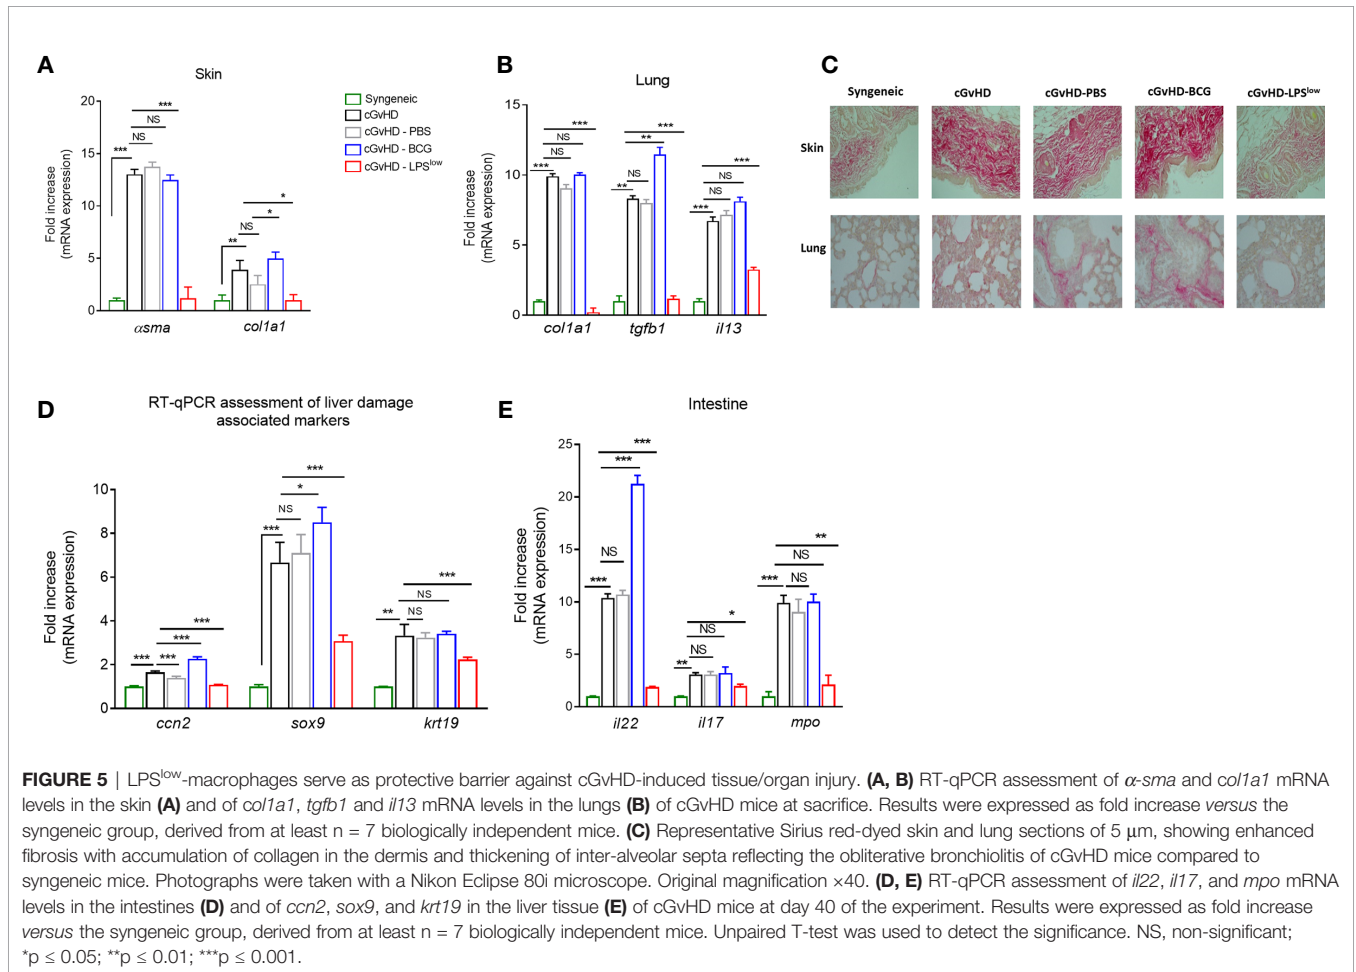 A
Skin
Fold increase
(mRNA expression)
20
15
10
5
0
***
NS
NS
***
**
NS
*
*
αsma
col1a1
Syngeneic
cGvHD
cGvHD - PBS
cGvHD - BCG
cGvHD - LPSlow
B
Lung
Fold increase
(mRNA expression)
15
10
5
0
***
NS
NS
***
**
NS
**
***
***
NS
NS
***
col1a1
tgfb1
il13
C
Syngeneic
cGvHD
cGvHD-PBS
cGvHD-BCG
cGvHD-LPSlow
Skin
Lung
D
RT-qPCR assessment of liver damage
associated markers
Fold increase
(mRNA expression)
10
8
6
4
2
0
***
***
***
***
***
NS
*
***
**
NS
NS
***
ccn2
sox9
krt19
E
Intestine
Fold increase
(mRNA expression)
25
20
15
10
5
0
***
NS
***
***
**
NS
NS
*
***
NS
NS
**
il22
il17
mpo
FIGURE 5 | LPSlow-macrophages serve as protective barrier against cGvHD-induced tissue/organ injury. (A, B) RT-qPCR assessment of α-sma and col1a1 mRNA
levels in the skin (A) and of col1a1, tgfb1 and il13 mRNA levels in the lungs (B) of cGvHD mice at sacrifice. Results were expressed as fold increase versus the
syngeneic group, derived from at least n = 7 biologically independent mice. (C) Representative Sirius red-dyed skin and lung sections of 5 μm, showing enhanced
fibrosis with accumulation of collagen in the dermis and thickening of inter-alveolar septa reflecting the obliterative bronchiolitis of cGvHD mice compared to
syngeneic mice. Photographs were taken with a Nikon Eclipse 80i microscope. Original magnification ×40. (D, E) RT-qPCR assessment of il22, il17, and mpo mRNA
levels in the intestines (D) and of ccn2, sox9, and krt19 in the liver tissue (E) of cGvHD mice at day 40 of the experiment. Results were expressed as fold increase
versus the syngeneic group, derived from at least n = 7 biologically independent mice. Unpaired T-test was used to detect the significance. NS, non-significant;
*p ≤ 0.05; **p ≤ 0.01; ***p ≤ 0.001.